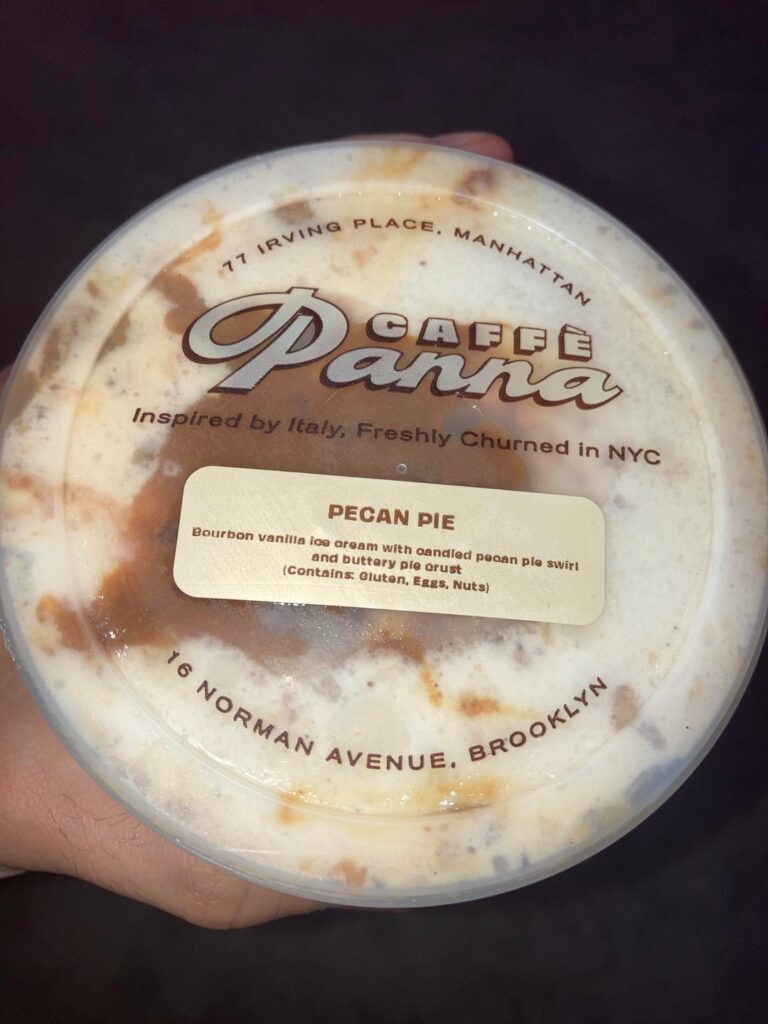 77 IRVING PLACE, MANHATTAN
CAFFÈ
Panna
Inspired by Italy, Freshly Churned in NYC
PECAN PIE
Bourbon vanilla ice cream with candied pecan pie swirl
and buttery pie crust
(Contains: Gluten, Eggs, Nuts)
16 NORMAN AVENUE, BROOKLYN